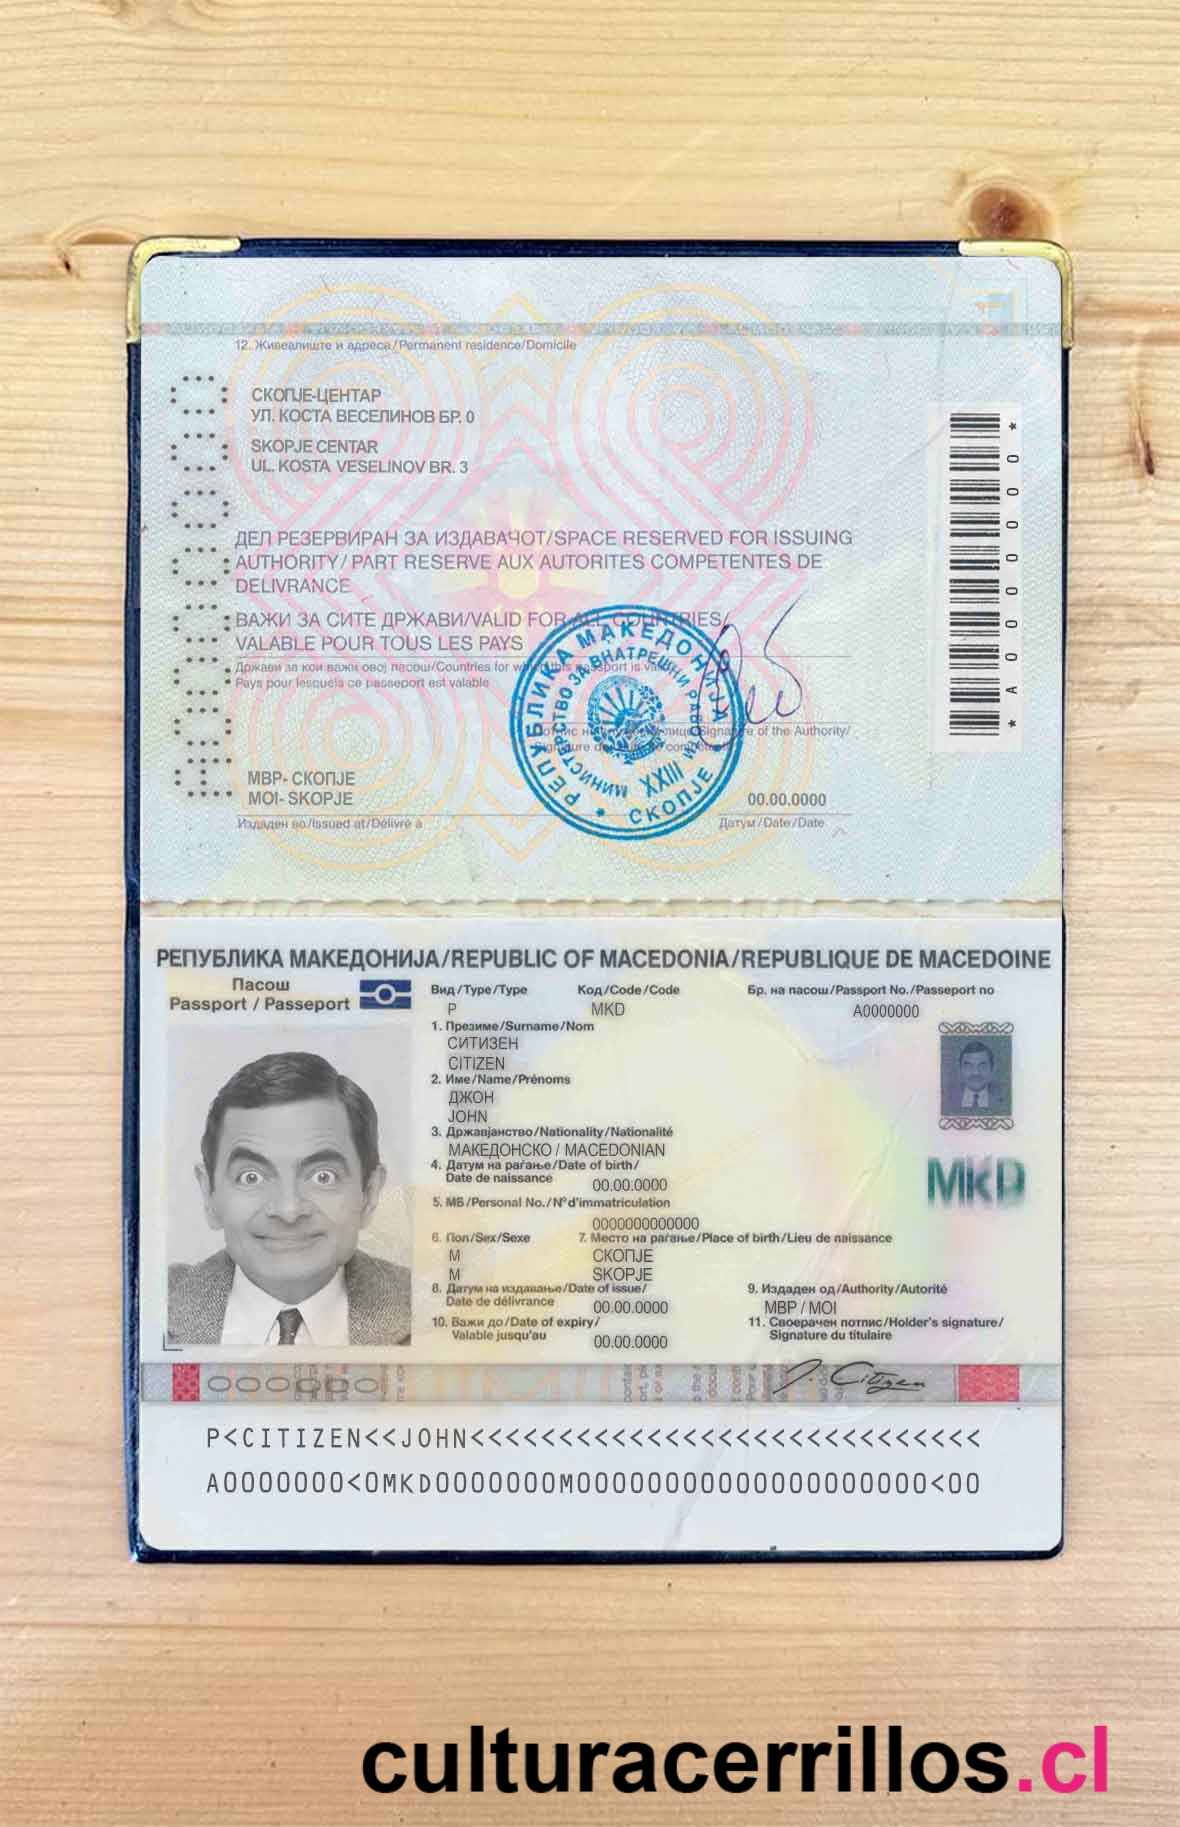 12. Живеалиште и адреса/Permanent residence/Domicile
СКОПЈЕ-ЦЕНТАР
УЛ. КОСТА ВЕСЕЛИНОВ БР. 0
SKOPJE CENTAR
UL. KOSTA VESELINOV BR. 3
ДЕЛ РЕЗЕРВИРАН ЗА ИЗДАВАЧОТ/SPACE RESERVED FOR ISSUING
AUTHORITY/PART RESERVE AUX AUTORITES COMPETENTES DE
DELIVRANCE
ВАЖИ ЗА СИТЕ ДРЖАВИ/VALID FOR ALL COUNTRIES/
VALABLE POUR TOUS LES PAYS
Држави за кои важи овој пасош/Countries for which this passport is valid
Pays pour lesquels ce passeport est valable
РЕПУБЛИКА МАКЕДОНИЈА
МИНИСТЕРСТВО ЗА ВНАТРЕШНИ РАБОТИ
XXIII
СКОПЈЕ
Signature of the Authority/
МВР- СКОПЈЕ
MOI- SKOPJE
00.00.0000
Издаден во/Issued at/Délivré à
Датум/Date/Date
*A0000000*
A0000000
РЕПУБЛИКА МАКЕДОНИЈА/REPUBLIC OF MACEDONIA/REPUBLIQUE DE MACEDOINE
Пасош
Passport / Passeport
Вид/Type/Type Код/Code/Code Бр. на пасош/Passport No./Passeport no
P MKD A0000000
1. Презиме/Surname/Nom
СИТИЗЕН
CITIZEN
2. Име/Name/Prénoms
ДЖОН
JOHN
3. Државјанство/Nationality/Nationalité
МАКЕДОНСКО / MACEDONIAN
4. Датум на раѓање/Date of birth/
Date de naissance 00.00.0000
5. МБ/Personal No./N°d'immatriculation
0000000000000
6. Пол/Sex/Sexe 7. Место на раѓање/Place of birth/Lieu de naissance
М СКОПЈЕ
M SKOPJE
8. Датум на издавање/Date of issue/ 9. Издаден од/Authority/Autorité
Date de délivrance 00.00.0000 МВР / MOI
10. Важи до/Date of expiry/ 11. Своерачен потпис/Holder's signature/
Valable jusqu'au 00.00.0000 Signature du titulaire
MKD
J. Citizen
P<CITIZEN<<JOHN<<<<<<<<<<<<<<<<<<<<<<<<<<<<<
A0000000<0MKD0000000M0000000000000000000<00
culturacerrillos.cl